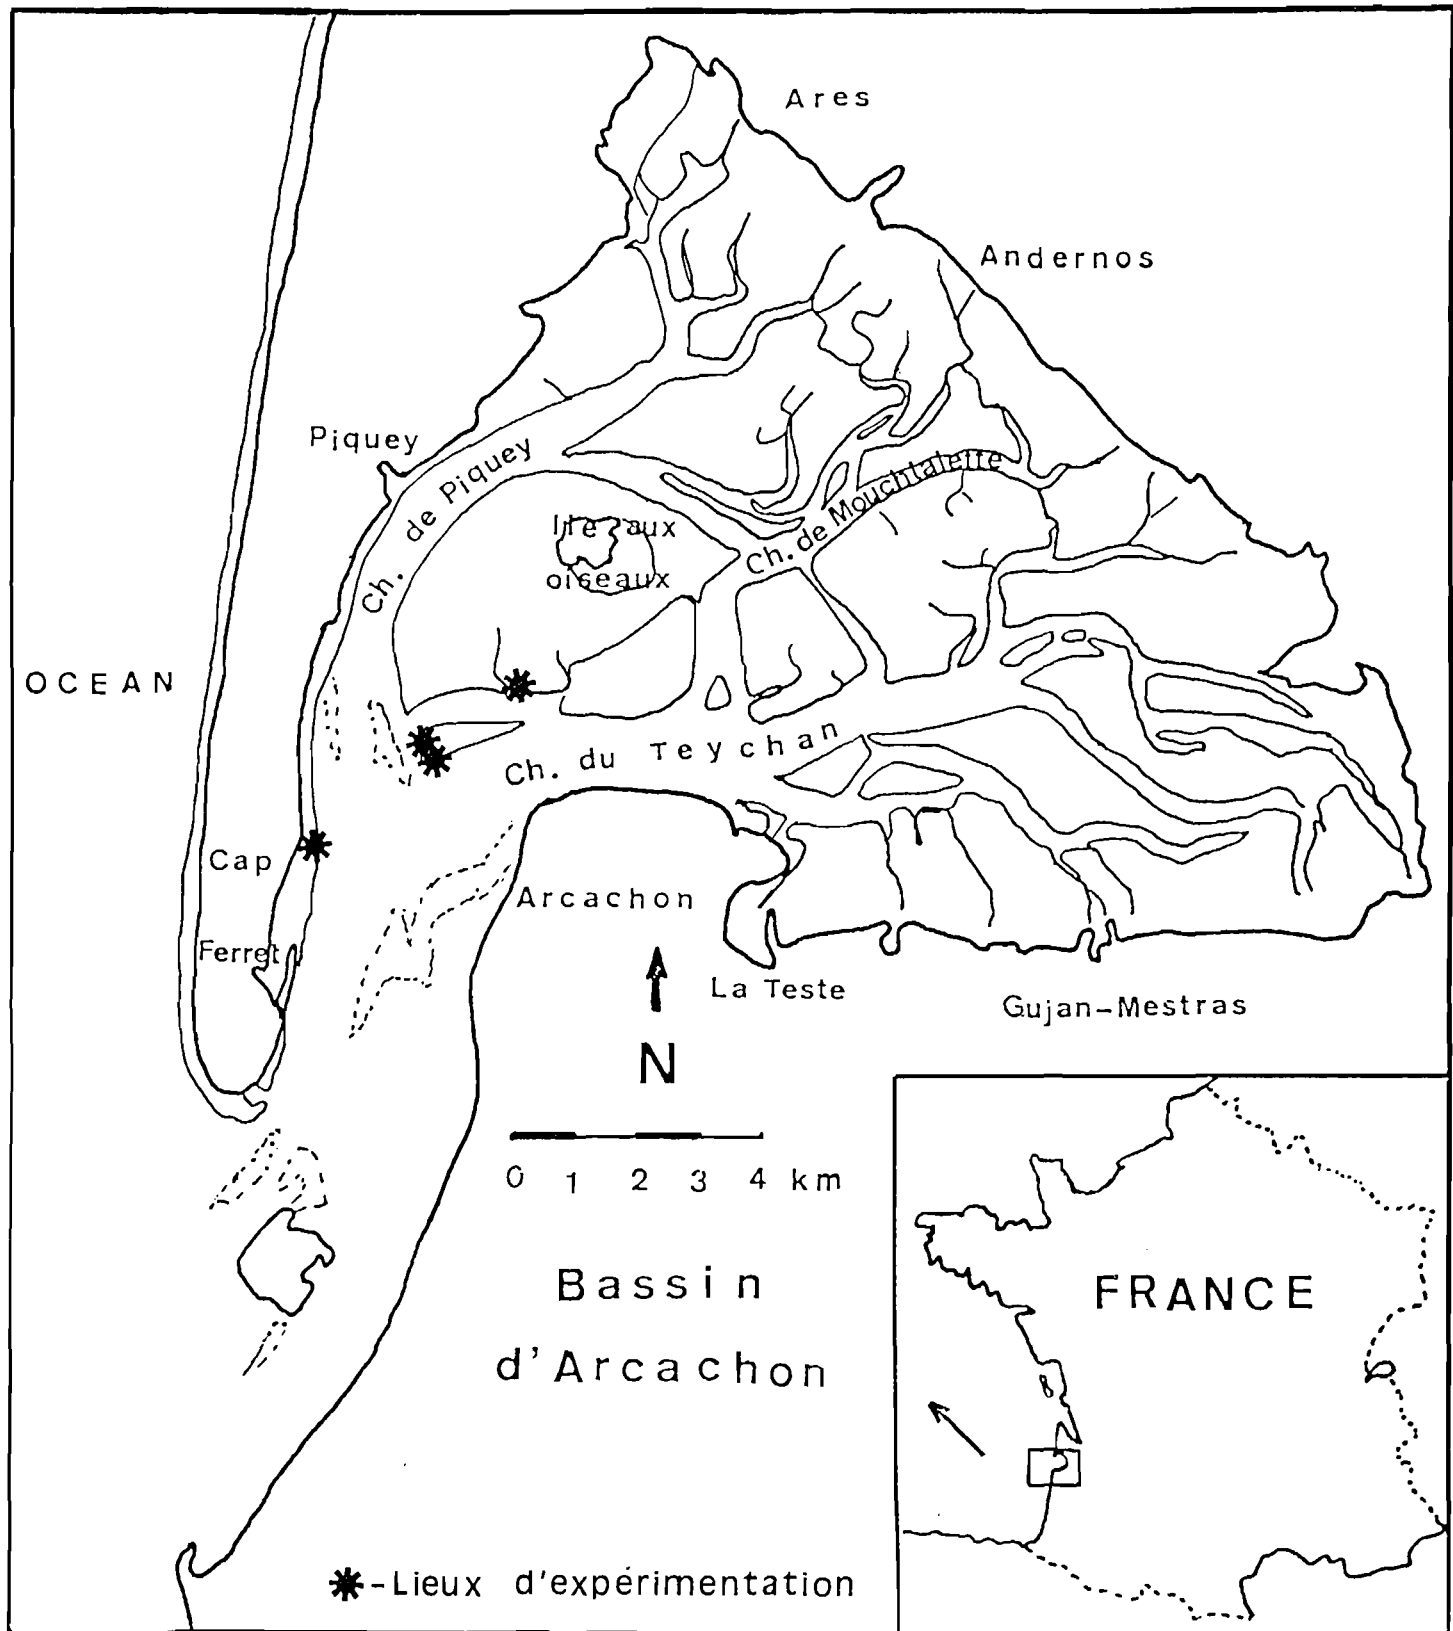 Ares
Andernos
Piquey
Ch. de Piquey
Ch. de Mouchtalette
Ile aux
oiseaux
OCEAN
Ch. du Teychan
Cap
Ferret
Arcachon
La Teste
Gujan-Mestras
N
0 1 2 3 4 km
Bassin
d'Arcachon
FRANCE
-Lieux d'expérimentation